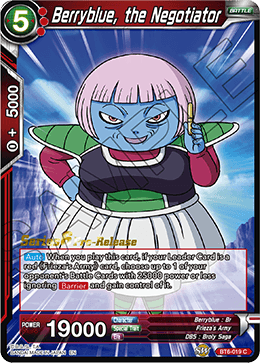 Berryblue, the Negotiator
BATTLE
5
0 + 5000
Pre-Release
Auto When you play this card, if your Leader Card is a
red ‹Frieza's Army›, choose up to 1 of your
opponent's Battle Cards with 25000 power or less
ignoring Barrier and gain control of it.
POWER 19000
Character Berryblue : Br
Special Trait Frieza's Army
Era DBS : Broly Saga
BT6-019 C